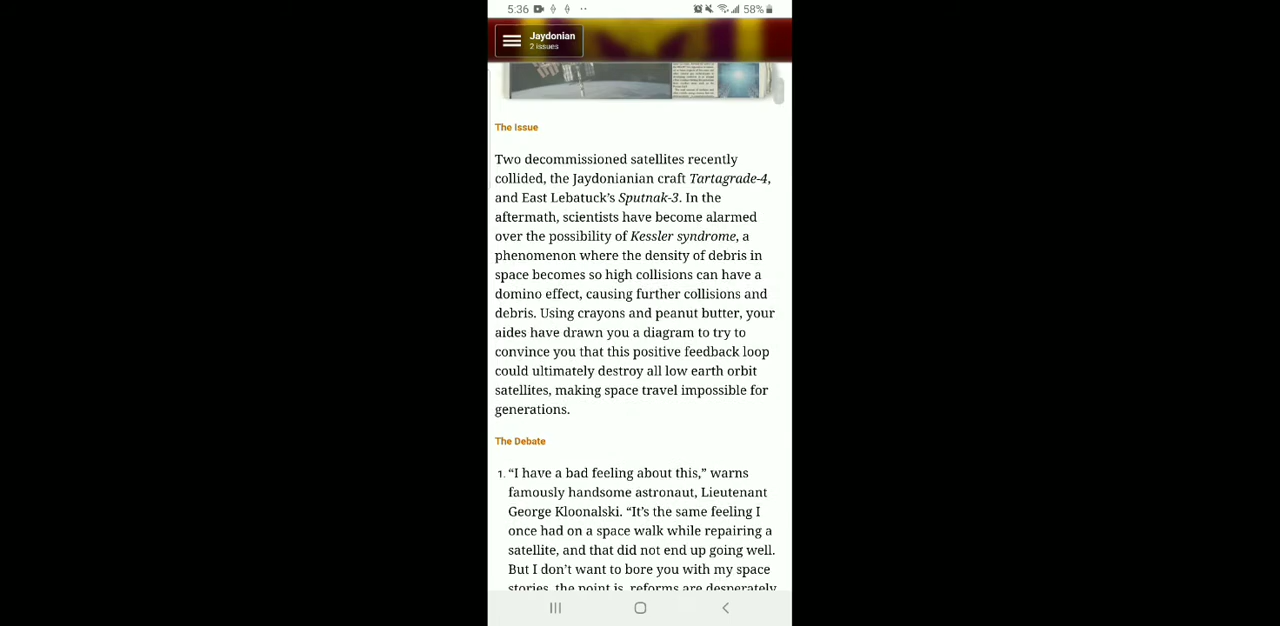 5:36
58%
Jaydonian
2 issues
The Issue
Two decommissioned satellites recently
collided, the Jaydonianian craft Tartagrade-4,
and East Lebatuck’s Sputnak-3. In the
aftermath, scientists have become alarmed
over the possibility of Kessler syndrome, a
phenomenon where the density of debris in
space becomes so high collisions can have a
domino effect, causing further collisions and
debris. Using crayons and peanut butter, your
aides have drawn you a diagram to try to
convince you that this positive feedback loop
could ultimately destroy all low earth orbit
satellites, making space travel impossible for
generations.
The Debate
1. “I have a bad feeling about this,” warns
famously handsome astronaut, Lieutenant
George Kloonalski. “It’s the same feeling I
once had on a space walk while repairing a
satellite, and that did not end up going well.
But I don’t want to bore you with my space
stories, the point is, reforms are desperately